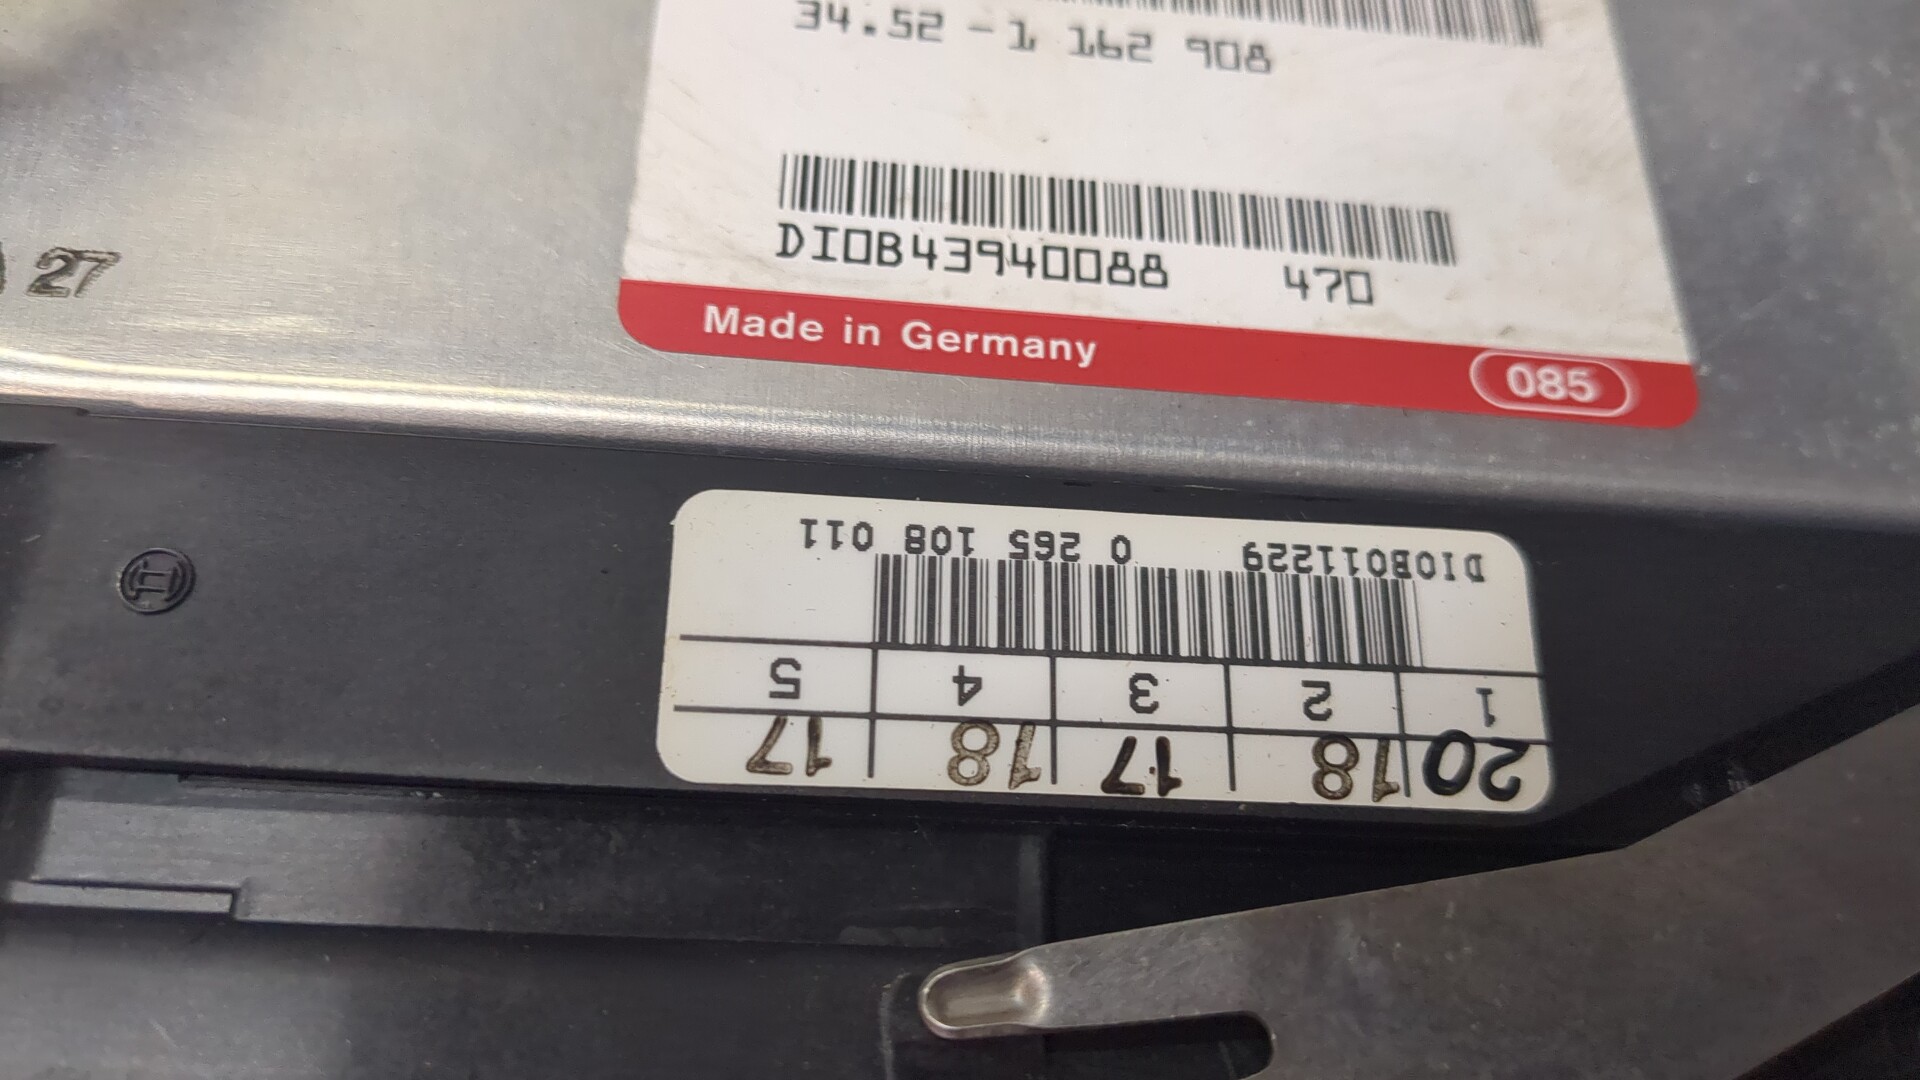 34.52 - 1 162 908
DIOB43940088 470
Made in Germany
085
27
DIOB011229 0 265 108 011
1 2 3 4 5
20 18 17 18 17